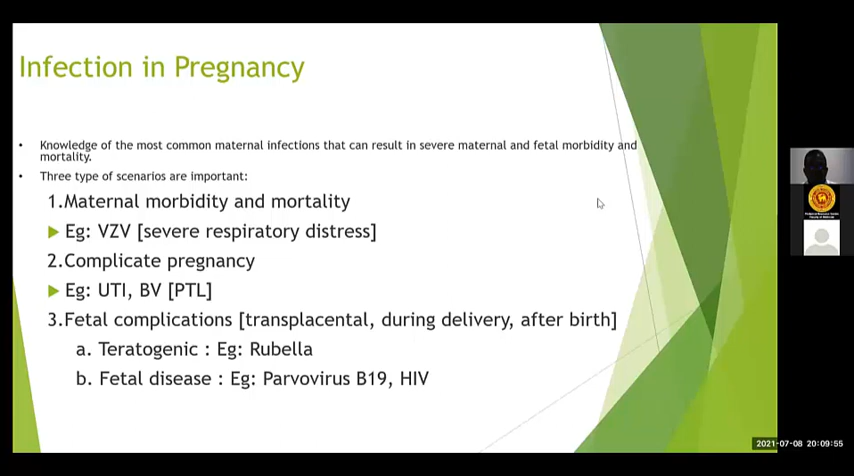 Infection in Pregnancy
• Knowledge of the most common maternal infections that can result in severe maternal and fetal morbidity and
mortality.
• Three type of scenarios are important:
1.Maternal morbidity and mortality
Eg: VZV [severe respiratory distress]
2.Complicate pregnancy
Eg: UTI, BV [PTL]
3.Fetal complications [transplacental, during delivery, after birth]
a. Teratogenic : Eg: Rubella
b. Fetal disease : Eg: Parvovirus B19, HIV
2021-07-08 20:09:55